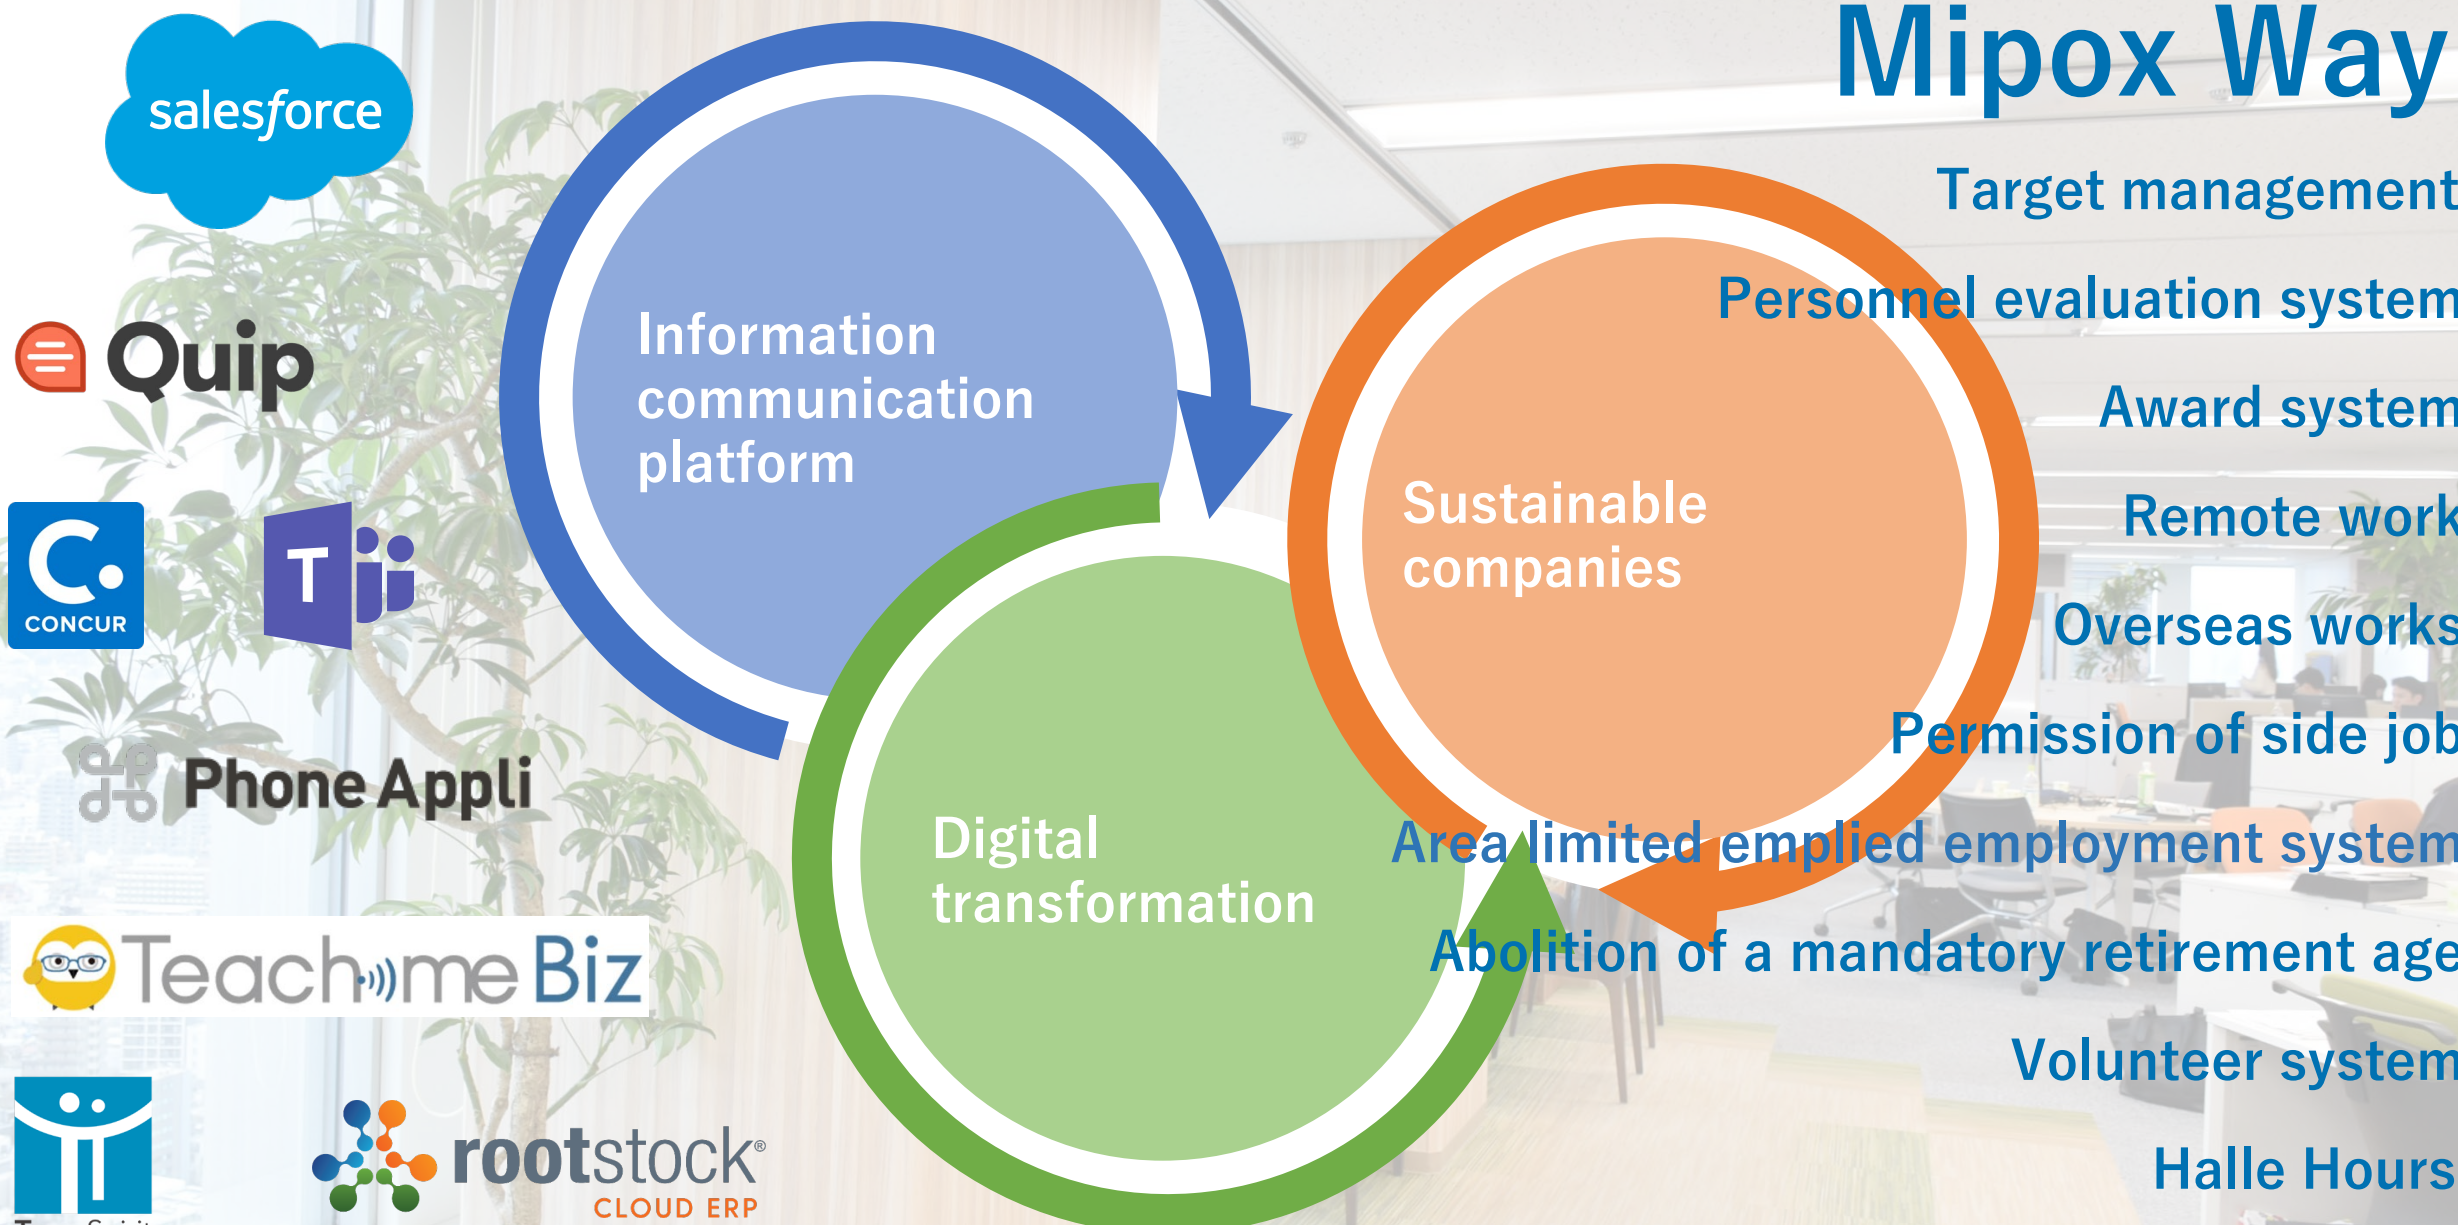 salesforce
Quip
C.
CONCUR
T
Phone Appli
Teach me Biz
rootstock®
CLOUD ERP
Information
communication
platform
Digital
transformation
Sustainable
companies
Mipox Way
Target management
Personnel evaluation system
Award system
Remote work
Overseas works
Permission of side job
Area limited emplied employment system
Abolition of a mandatory retirement age
Volunteer system
Halle Hours